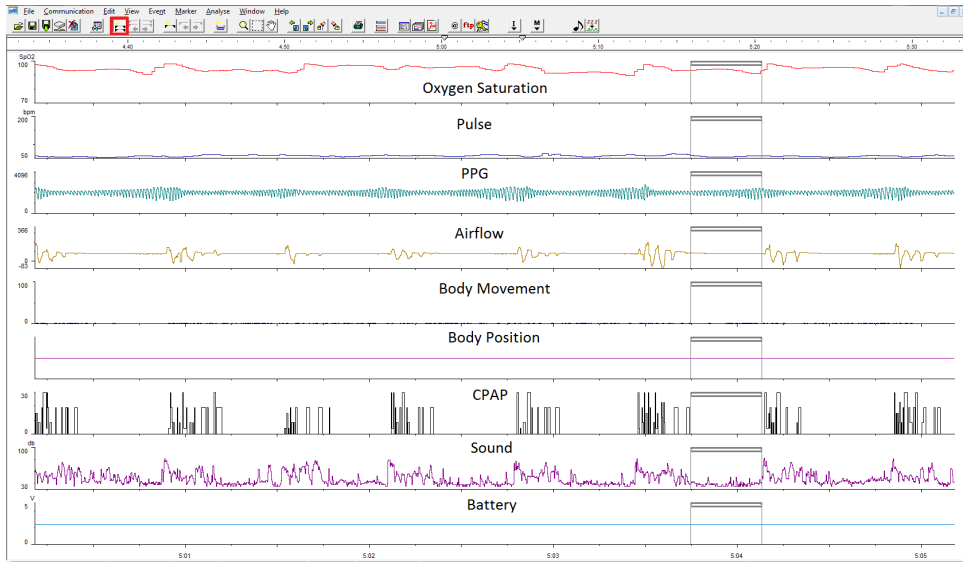 File Communication Edit View Event Marker Analyse Window Help
@ ftp M 222
4:40 4:50 5:00 5:10 5:20 5:30
SpO2
100
Oxygen Saturation
70
bpm
200
Pulse
50
PPG
4096
0
Airflow
366
0
-83
Body Movement
100
0
Body Position
CPAP
30
0
db
Sound
100
30
V
Battery
5
0
5:01 5:02 5:03 5:04 5:05